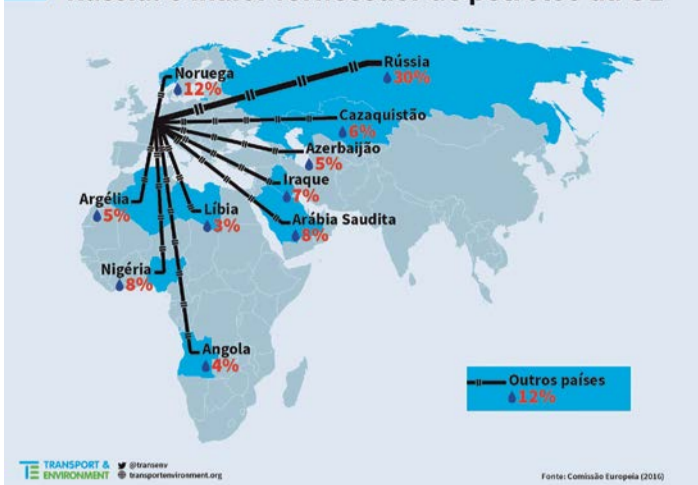 Noruega
12%
Rússia
30%
Cazaquistão
6%
Azerbaijão
5%
Iraque
7%
Argélia
5%
Líbia
3%
Arábia Saudita
8%
Nigéria
8%
Angola
4%
Outros países
12%
TRANSPORT &
ENVIRONMENT
@transenv
transportenvironment.org
Fonte: Comissão Europeia (2016)